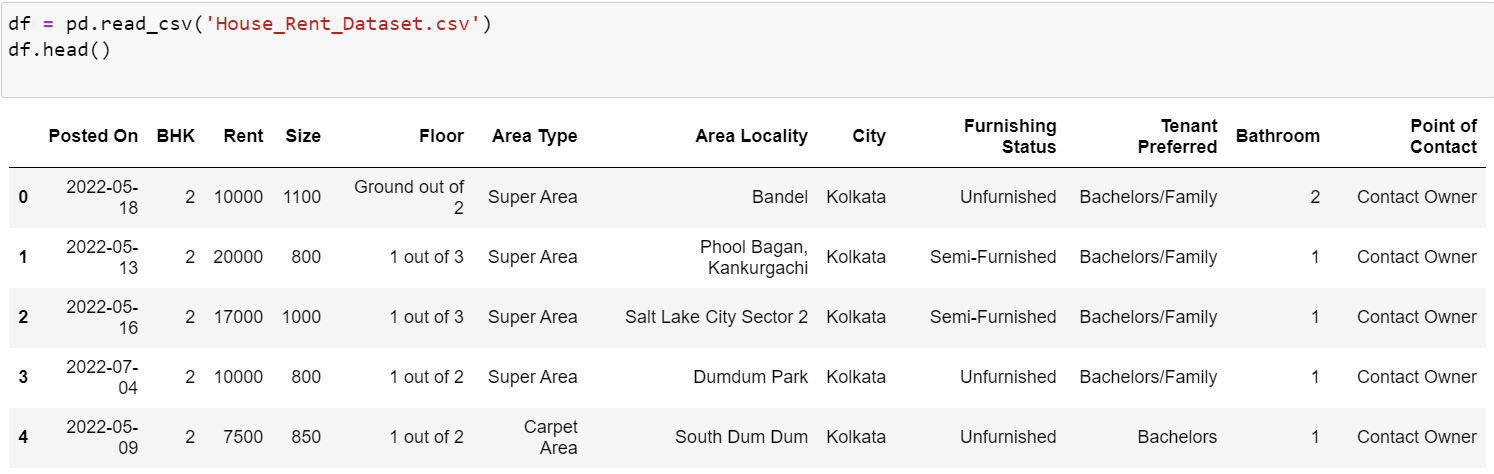 df = pd.read_csv('House_Rent_Dataset.csv')
df.head()
Posted On BHK Rent Size Floor Area Type Area Locality City Furnishing Status Tenant Preferred Bathroom Point of Contact
0 2022-05-18 2 10000 1100 Ground out of 2 Super Area Bandel Kolkata Unfurnished Bachelors/Family 2 Contact Owner
1 2022-05-13 2 20000 800 1 out of 3 Super Area Phool Bagan, Kankurgachi Kolkata Semi-Furnished Bachelors/Family 1 Contact Owner
2 2022-05-16 2 17000 1000 1 out of 3 Super Area Salt Lake City Sector 2 Kolkata Semi-Furnished Bachelors/Family 1 Contact Owner
3 2022-07-04 2 10000 800 1 out of 2 Super Area Dumdum Park Kolkata Unfurnished Bachelors/Family 1 Contact Owner
4 2022-05-09 2 7500 850 1 out of 2 Carpet Area South Dum Dum Kolkata Unfurnished Bachelors 1 Contact Owner